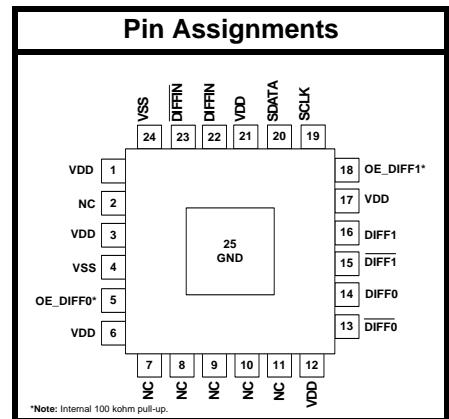 Pin Assignments
VSS
DIFFIN
DIFFIN
VDD
SDATA
SCLK
24
23
22
21
20
19
VDD 1
NC 2
VDD 3
VSS 4
OE_DIFF0* 5
VDD 6
25
GND
18 OE_DIFF1*
17 VDD
16 DIFF1
15 DIFF1
14 DIFF0
13 DIFF0
7
8
9
10
11
12
NC
NC
NC
NC
NC
VDD
*Note: Internal 100 kohm pull-up.